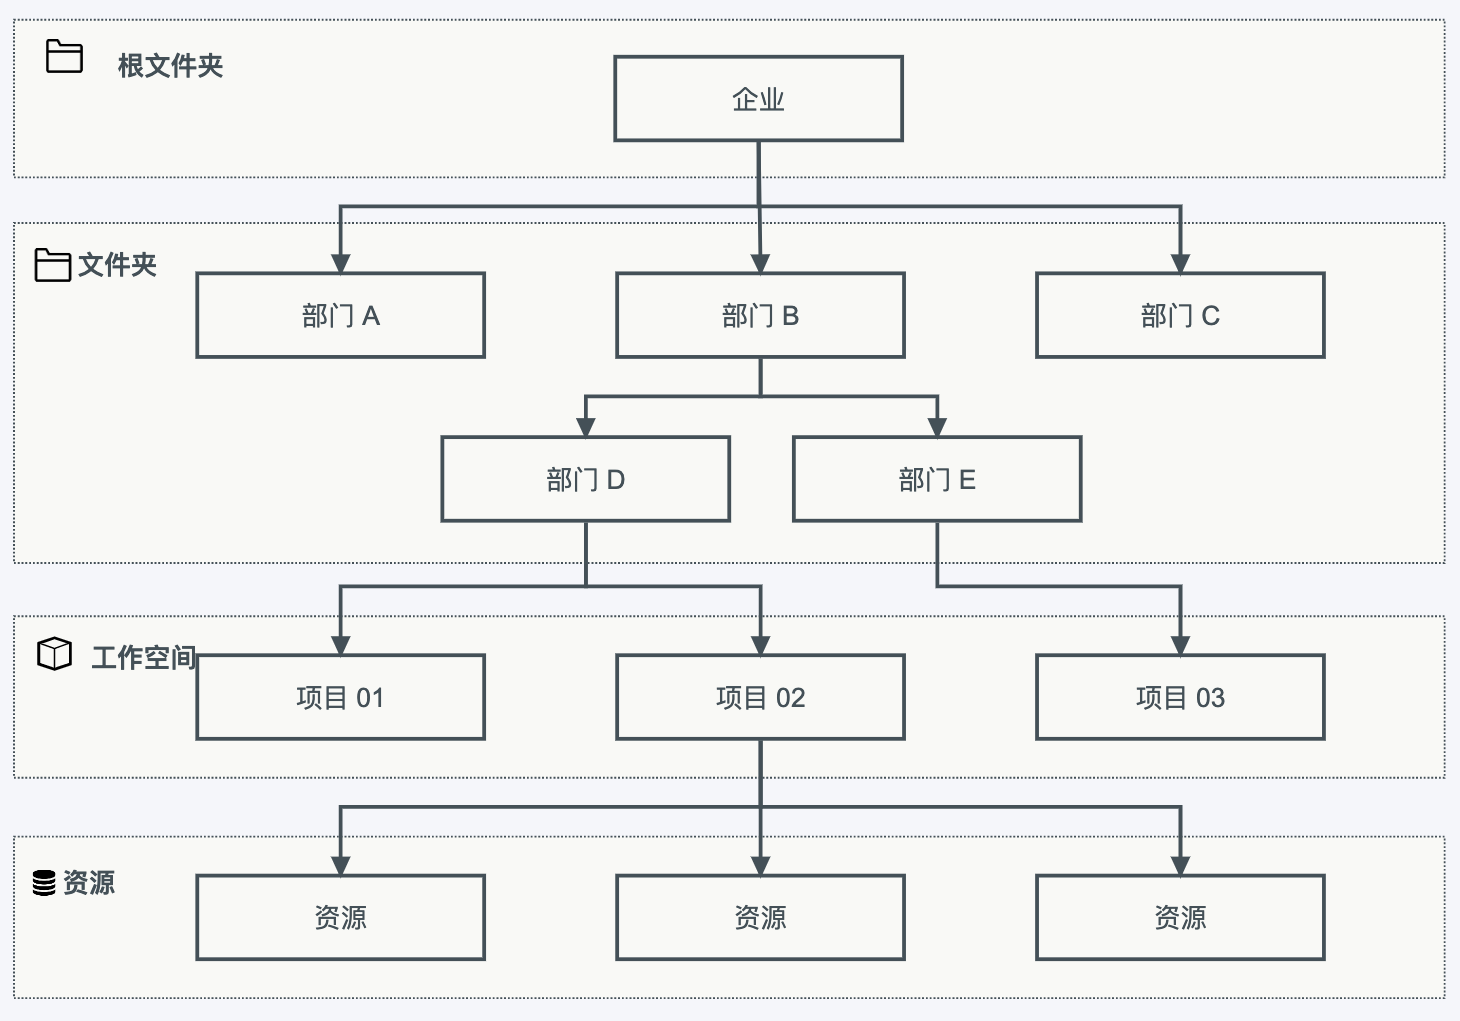 根文件夹
企业
文件夹
部门 A
部门 B
部门 C
部门 D
部门 E
工作空间
项目 01
项目 02
项目 03
资源
资源
资源
资源